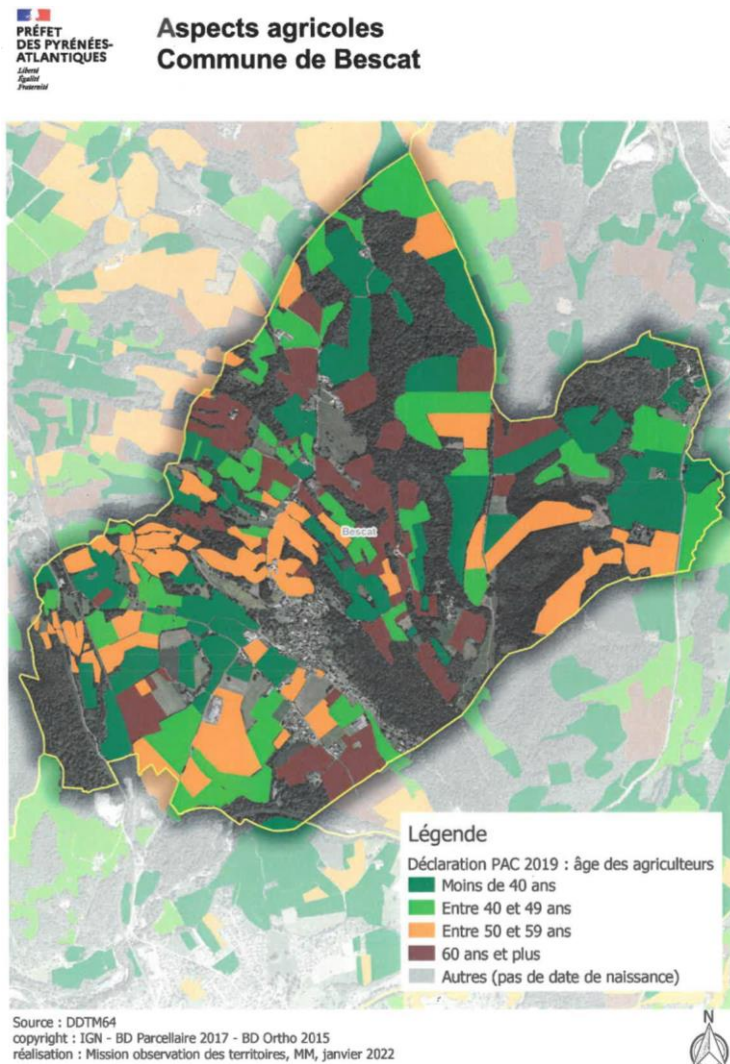 PRÉFET
DES PYRÉNÉES-
ATLANTIQUES
Liberté
Égalité
Fraternité
Aspects agricoles
Commune de Bescat
Bescat
Légende
Déclaration PAC 2019 : âge des agriculteurs
Moins de 40 ans
Entre 40 et 49 ans
Entre 50 et 59 ans
60 ans et plus
Autres (pas de date de naissance)
N
Source : DDTM64
copyright : IGN - BD Parcellaire 2017 - BD Ortho 2015
réalisation : Mission observation des territoires, MM, janvier 2022